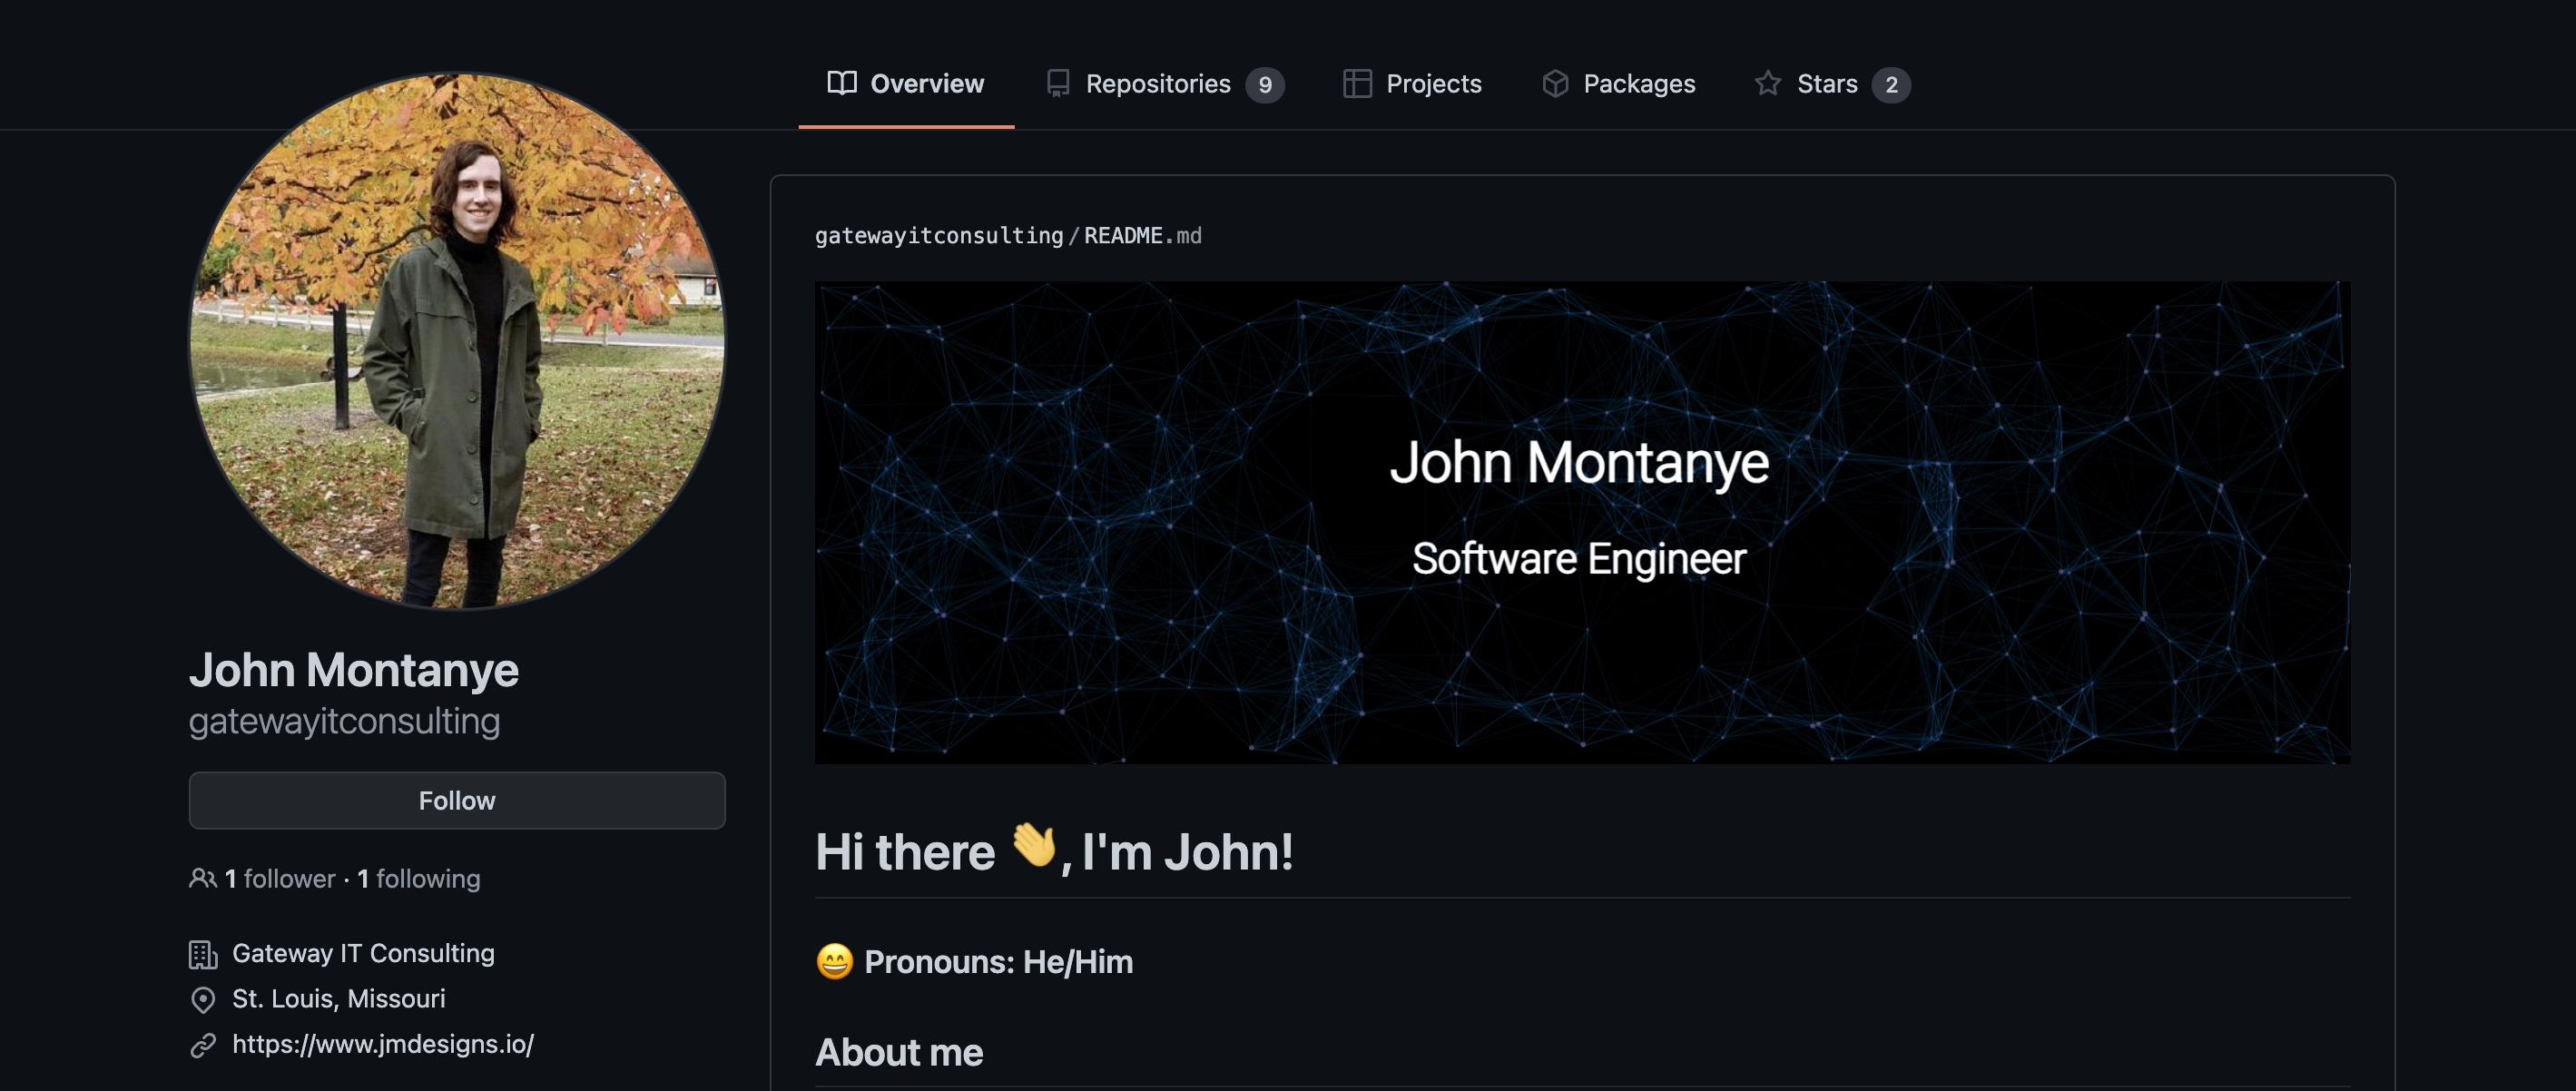 Overview Repositories 9 Projects Packages Stars 2
John Montanye
gatewayitconsulting
Follow
1 follower · 1 following
Gateway IT Consulting
St. Louis, Missouri
https://www.jmdesigns.io/
gatewayitconsulting/README.md
John Montanye
Software Engineer
Hi there 👋, I'm John!
😄 Pronouns: He/Him
About me